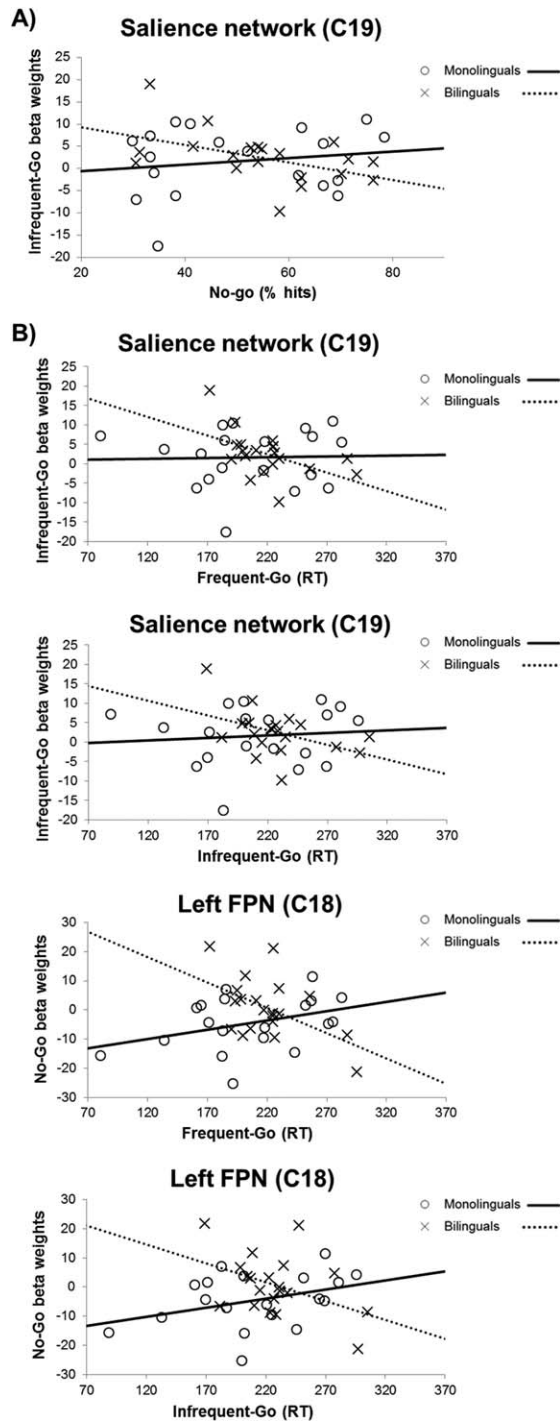 A)
Salience network (C19)
Monolinguals
Bilinguals
Infrequent-Go beta weights
25
20
15
10
5
0
-5
-10
-15
-20
20 40 60 80
No-go (% hits)
B)
Salience network (C19)
Monolinguals
Bilinguals
Infrequent-Go beta weights
25
20
15
10
5
0
-5
-10
-15
-20
70 120 170 220 270 320 370
Frequent-Go (RT)
Salience network (C19)
Monolinguals
Bilinguals
Infrequent-Go beta weights
25
20
15
10
5
0
-5
-10
-15
-20
70 120 170 220 270 320 370
Infrequent-Go (RT)
Left FPN (C18)
Monolinguals
Bilinguals
No-Go beta weights
30
20
10
0
-10
-20
-30
70 120 170 220 270 320 370
Frequent-Go (RT)
Left FPN (C18)
Monolinguals
Bilinguals
No-Go beta weights
30
20
10
0
-10
-20
-30
70 120 170 220 270 320 370
Infrequent-Go (RT)